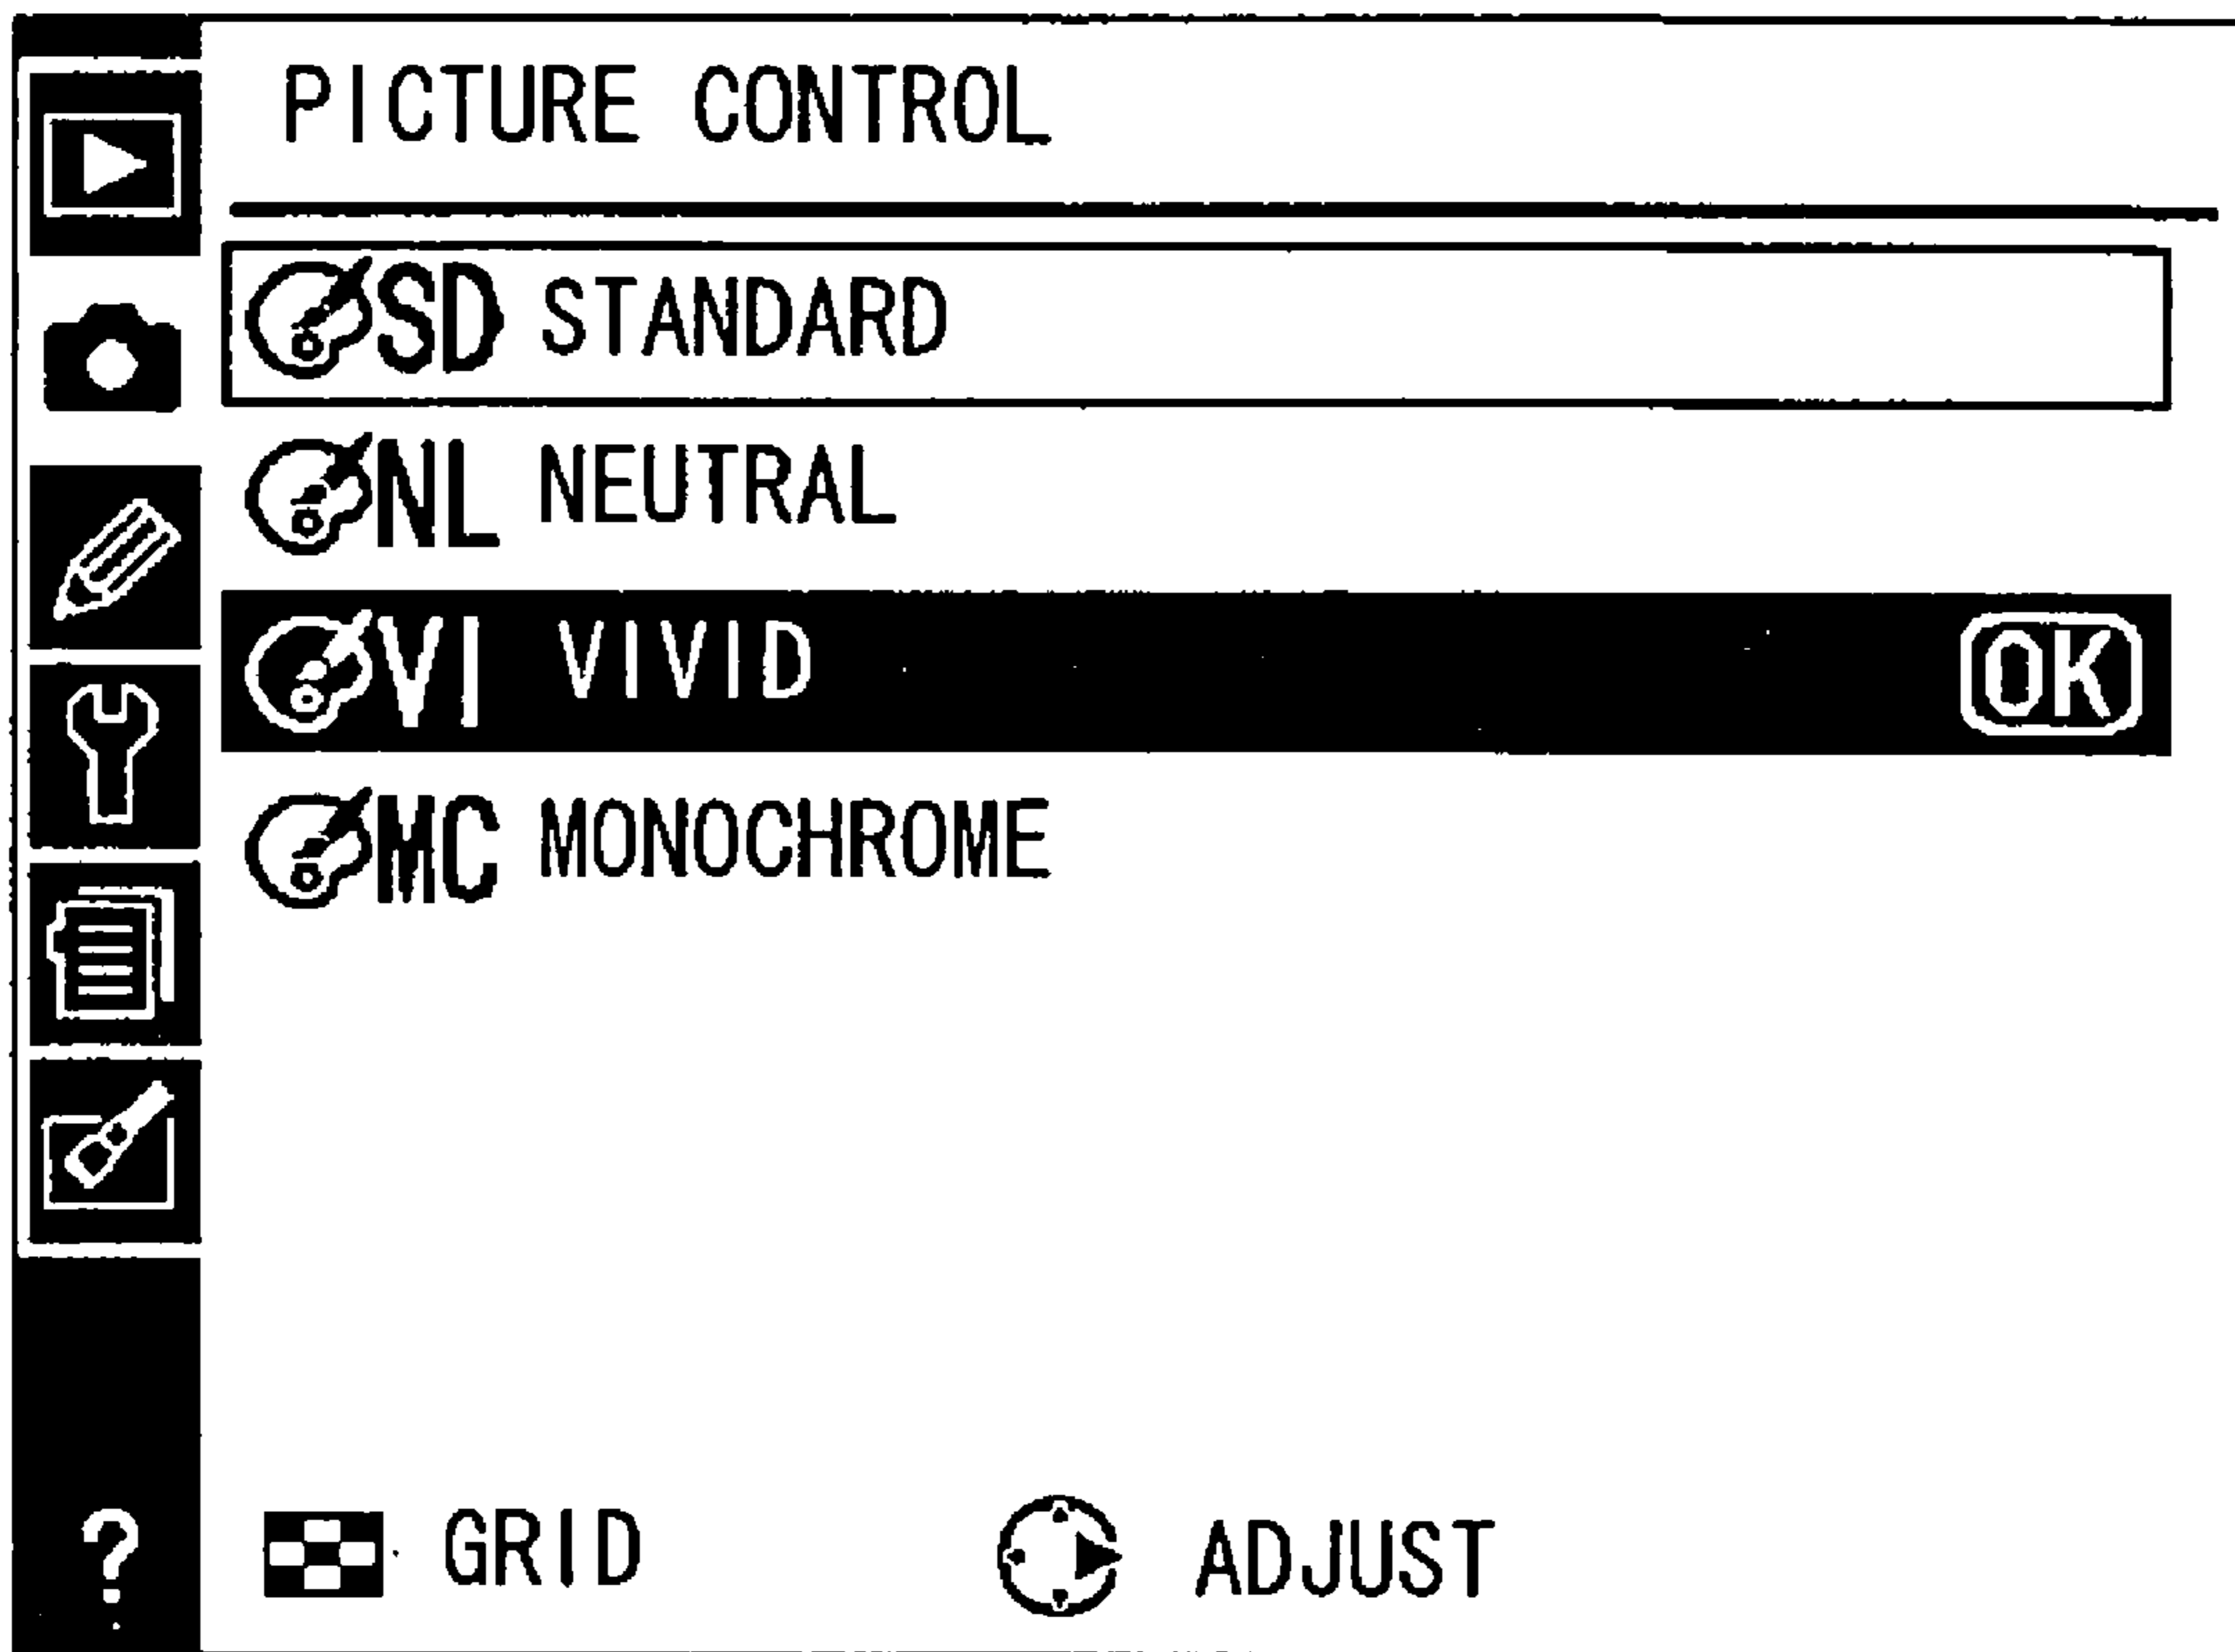 PICTURE CONTROL
SD STANDARD
NL NEUTRAL
VI VIVID OK
MC MONOCHROME
? GRID ADJUST